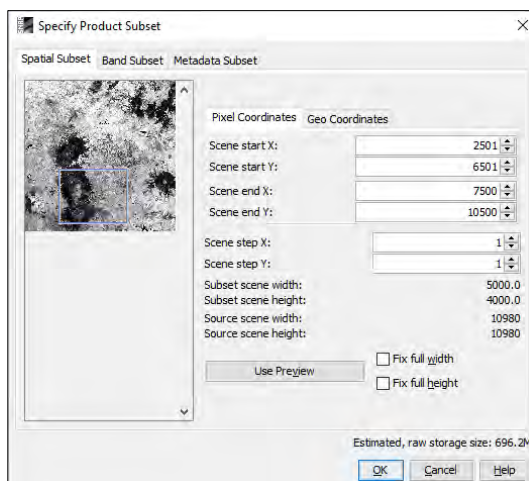 Specify Product Subset
Spatial Subset Band Subset Metadata Subset
Pixel Coordinates Geo Coordinates
Scene start X: 2501
Scene start Y: 6501
Scene end X: 7500
Scene end Y: 10500
Scene step X: 1
Scene step Y: 1
Subset scene width: 5000.0
Subset scene height: 4000.0
Source scene width: 10980
Source scene height: 10980
Use Preview
Fix full width
Fix full height
Estimated, raw storage size: 696.2M
OK Cancel Help